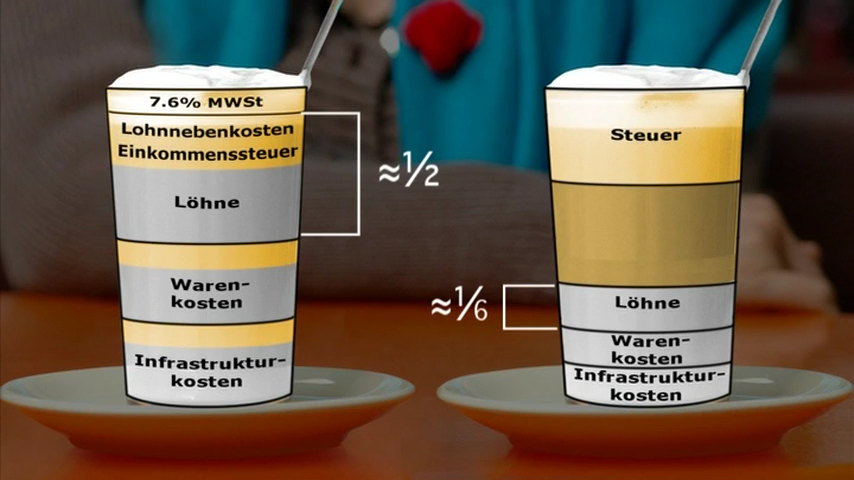 7.6% MWSt
Lohnnebenkosten
Einkommenssteuer
Löhne
≈½
Waren-
kosten
Infrastruktur-
kosten
Steuer
≈⅙
Löhne
Waren-
kosten
Infrastruktur-
kosten